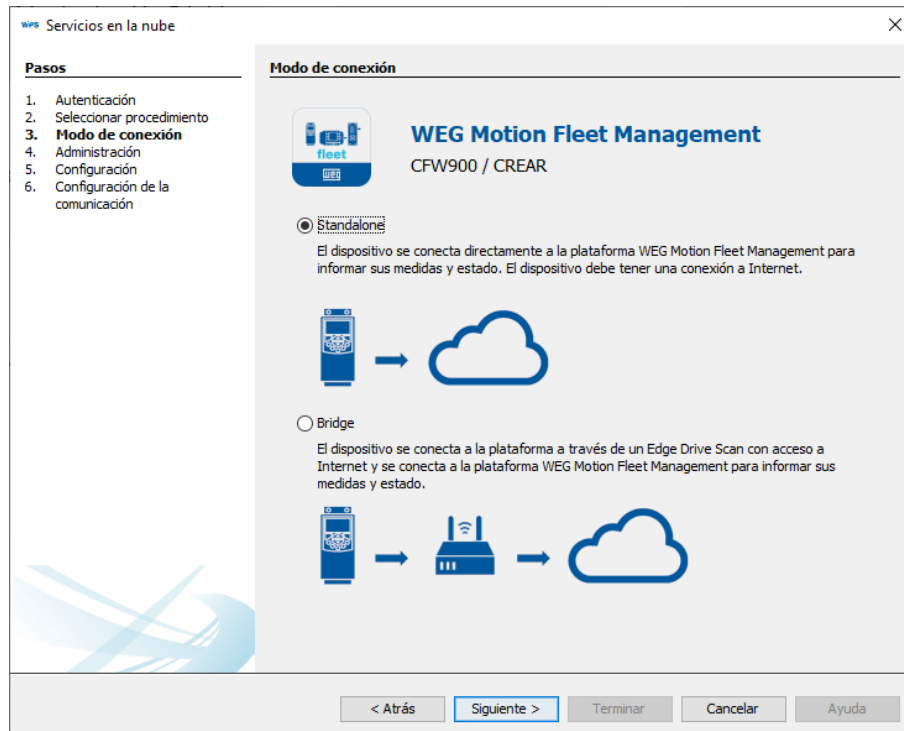 WPS Servicios en la nube
Pasos
1. Autenticación
2. Seleccionar procedimiento
3. Modo de conexión
4. Administración
5. Configuración
6. Configuración de la
comunicación
Modo de conexión
fleet
WEG
WEG Motion Fleet Management
CFW900 / CREAR
Standalone
El dispositivo se conecta directamente a la plataforma WEG Motion Fleet Management para
informar sus medidas y estado. El dispositivo debe tener una conexión a Internet.
Bridge
El dispositivo se conecta a la plataforma a través de un Edge Drive Scan con acceso a
Internet y se conecta a la plataforma WEG Motion Fleet Management para informar sus
medidas y estado.
< Atrás
Siguiente >
Terminar
Cancelar
Ayuda